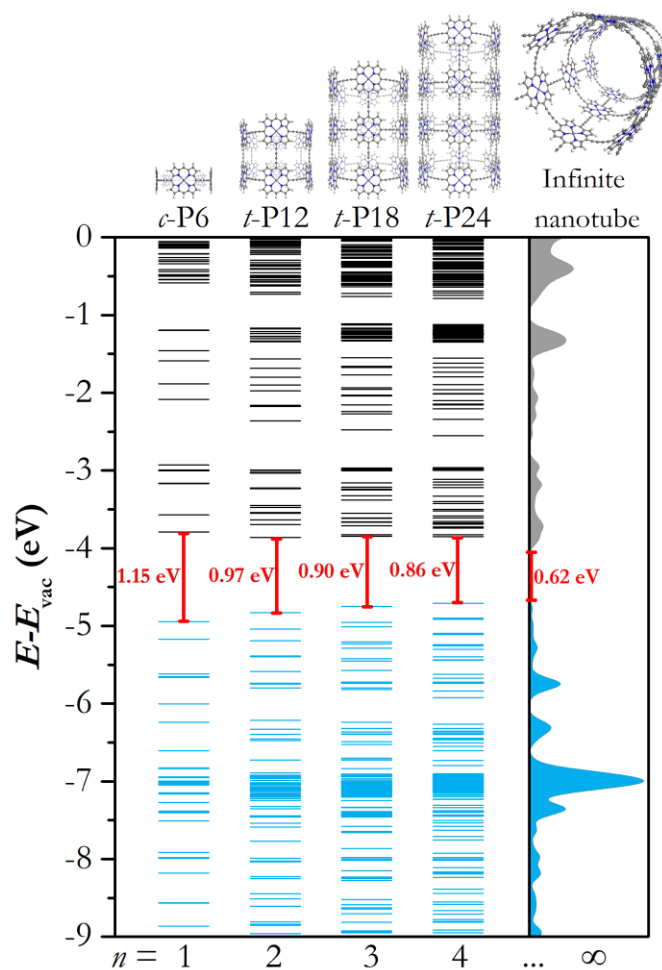 Infinite
nanotube
c-P6 t-P12 t-P18 t-P24
0
-1
-2
-3
-4
-5
-6
-7
-8
-9
E-Evac (eV)
1.15 eV 0.97 eV 0.90 eV 0.86 eV 0.62 eV
n = 1 2 3 4 ... ∞